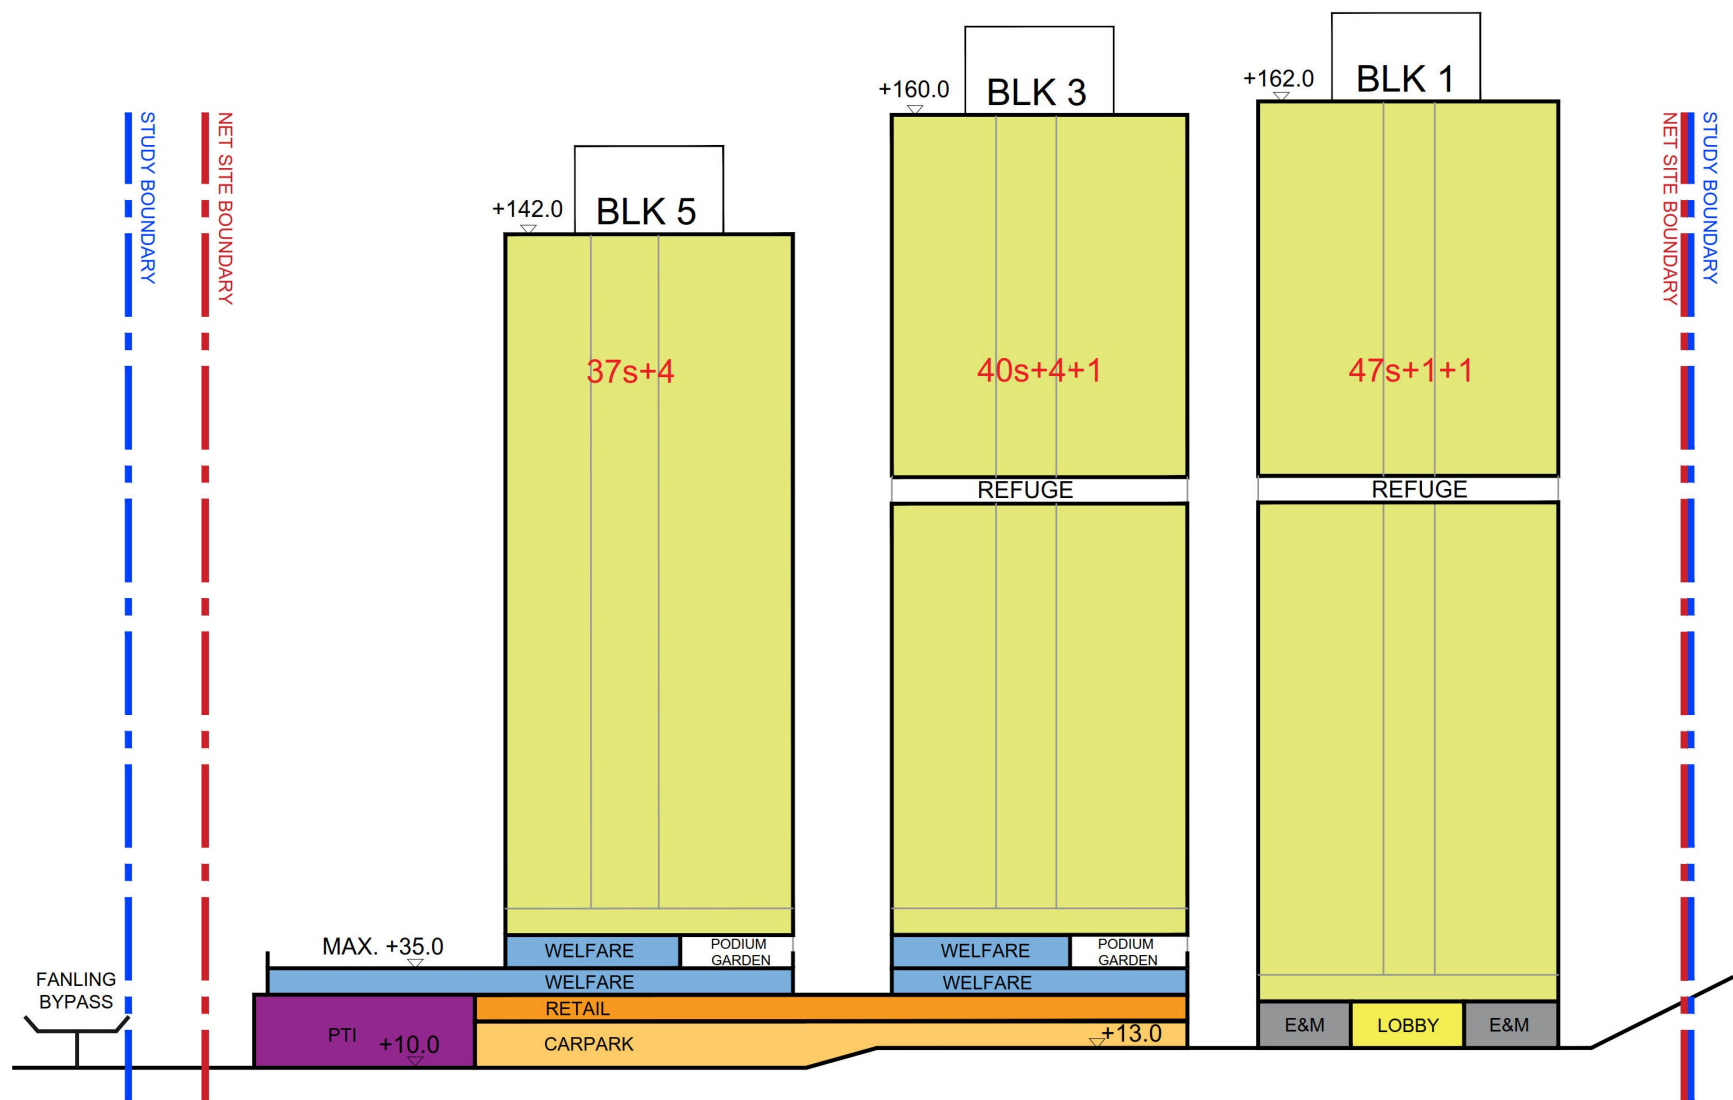 BLK 1
+162.0
BLK 3
+160.0
BLK 5
+142.0
STUDY BOUNDARY
NET SITE BOUNDARY
NET SITE BOUNDARY
STUDY BOUNDARY
37s+4
40s+4+1
47s+1+1
REFUGE
REFUGE
MAX. +35.0
WELFARE
PODIUM
GARDEN
WELFARE
PODIUM
GARDEN
WELFARE
WELFARE
FANLING
BYPASS
RETAIL
PTI
+10.0
CARPARK
+13.0
E&M
LOBBY
E&M